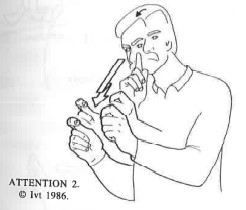 ATTENTION 2.
© Ivt 1986.